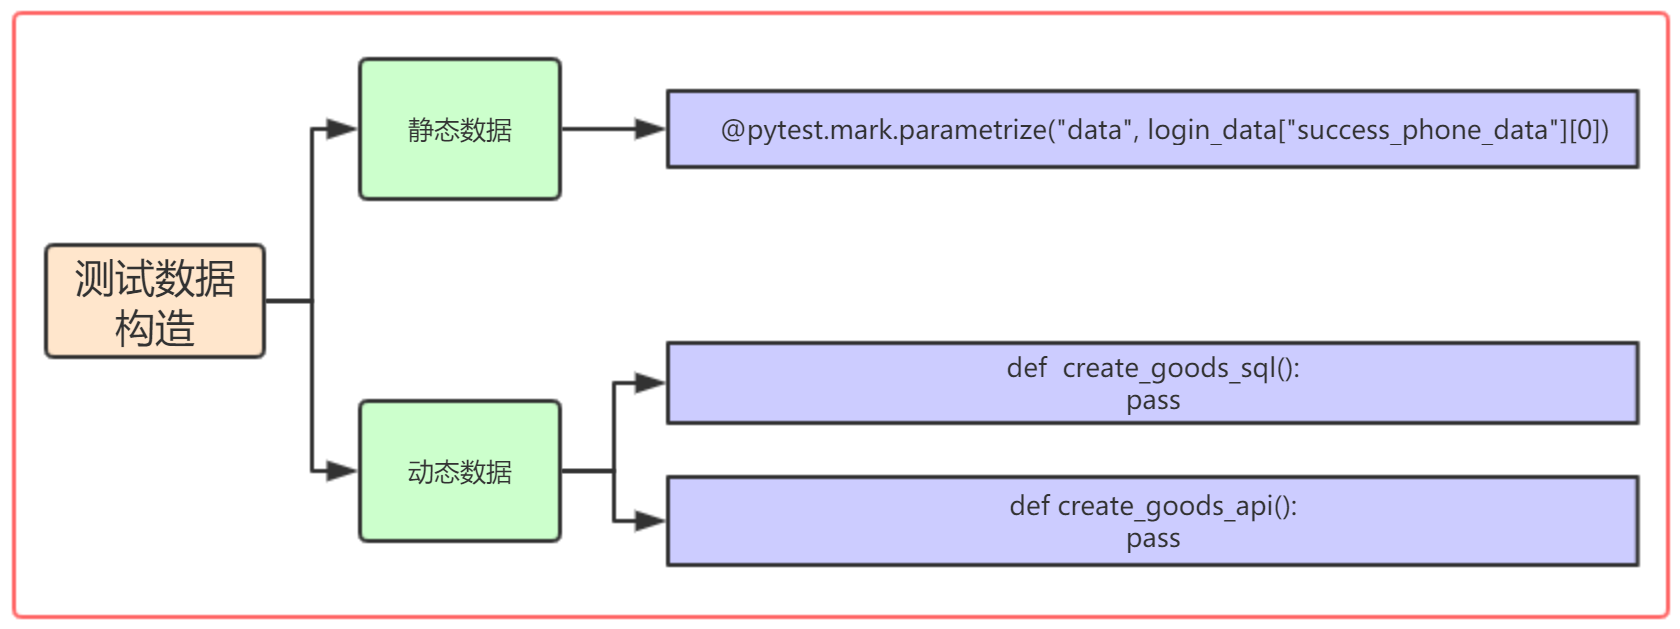 测试数据
构造
静态数据
@pytest.mark.parametrize("data", login_data["success_phone_data"][0])
动态数据
def  create_goods_sql():
pass
def create_goods_api():
pass